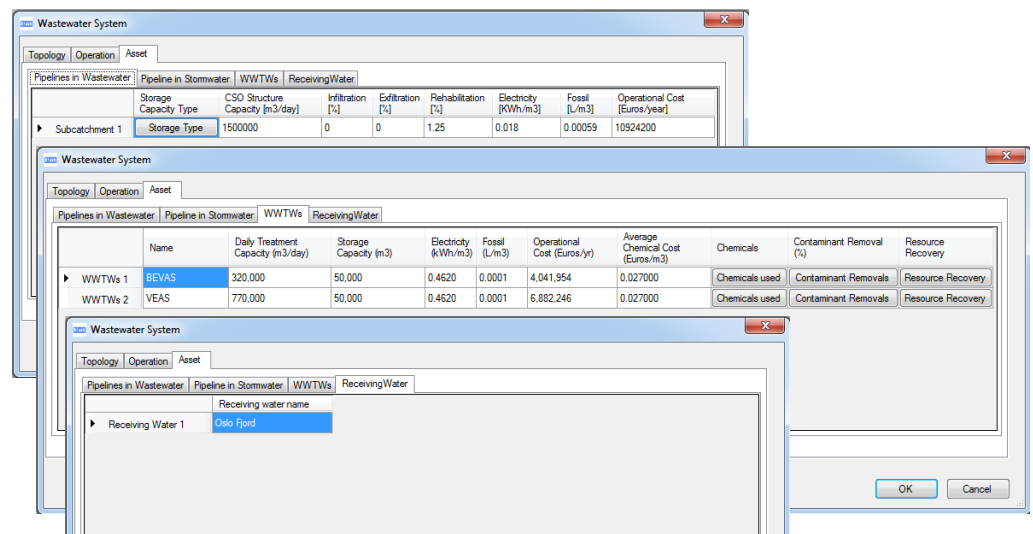 Wastewater System
Topology Operation Asset
Pipelines in Wastewater Pipeline in Stormwater WWTWs ReceivingWater
Storage CSO Structure Infiltration Exfiltration Rehabilitation Electricity Fossil Operational Cost
Capacity Type Capacity [m3/day] [%] [%] [%] [KWh/m3] [L/m3] [Euros/year]
Subcatchment 1 Storage Type 1500000 0 0 1.25 0.018 0.00059 10924200
Wastewater System
Topology Operation Asset
Pipelines in Wastewater Pipeline in Stormwater WWTWs ReceivingWater
Name Daily Treatment Storage Electricity Fossil Operational Average Chemicals Contaminant Removal Resource
Capacity (m3/day) Capacity (m3) (kWh/m3) (L/m3) Cost (Euros/yr) Chemical Cost (%) Recovery
(Euros/m3)
WWTWs 1 BEVAS 320,000 50,000 0.4620 0.0001 4,041,954 0.027000 Chemicals used Contaminant Removals Resource Recovery
WWTWs 2 VEAS 770,000 50,000 0.4620 0.0001 6,882,246 0.027000 Chemicals used Contaminant Removals Resource Recovery
Wastewater System
Topology Operation Asset
Pipelines in Wastewater Pipeline in Stormwater WWTWs ReceivingWater
Receiving water name
Receiving Water 1 Oslo Fjord
OK Cancel